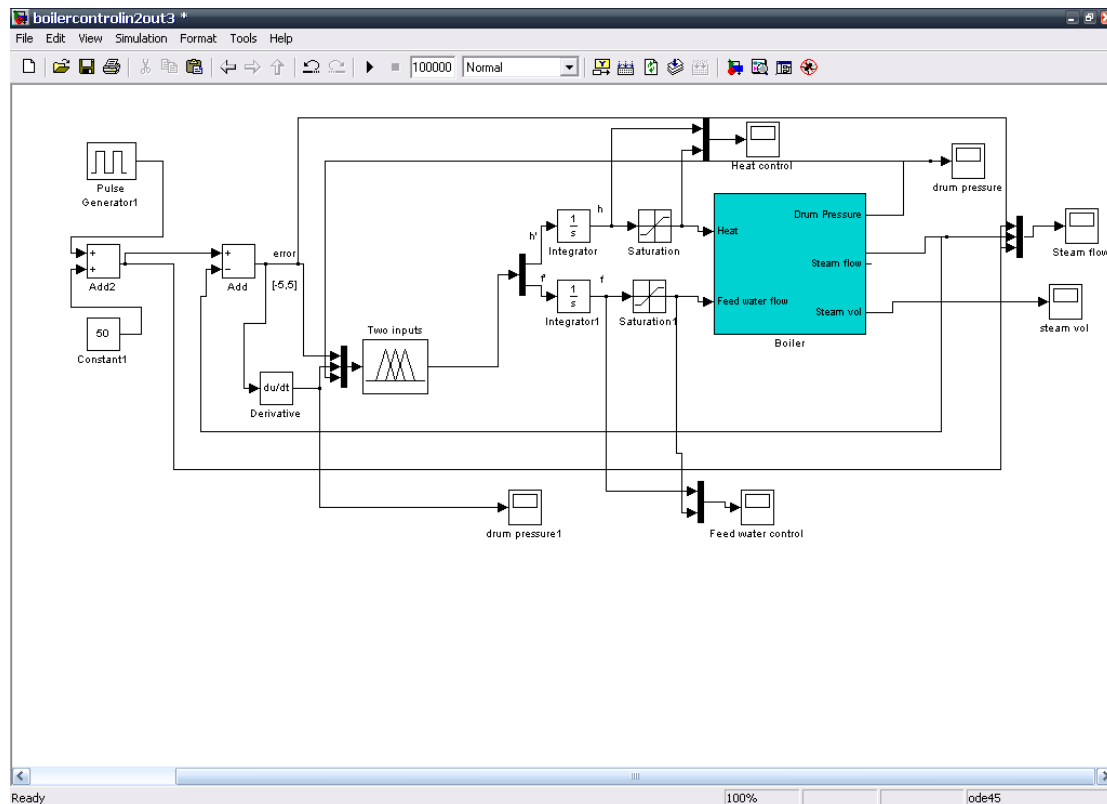 boilercontrolin2out3 *
File Edit View Simulation Format Tools Help
100000 Normal
Pulse
Generator1
Heat control
drum pressure
Add2
50
Constant1
Add
error
[-5,5]
du/dt
Derivative
Two inputs
h'
f'
1
s
Integrator
h
Saturation
1
s
Integrator1
f
Saturation1
Heat
Feed water flow
Drum Pressure
Steam flow
Steam vol
Boiler
Steam flow
steam vol
drum pressure1
Feed water control
Ready
100%
ode45